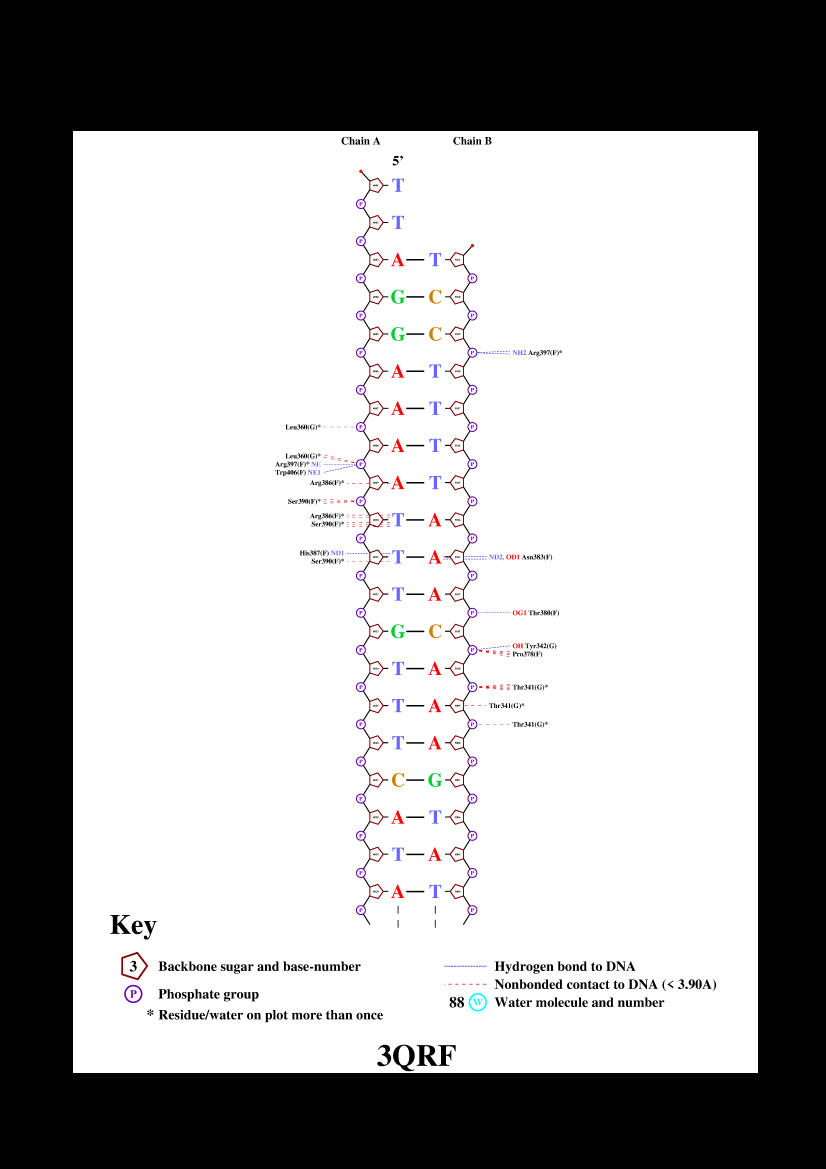 Chain A Chain B
5’
T
T
A T
G C
G C
P NH2 Arg397(F)*
A T
A T
Leu360(G)* P
A T
Leu360(G)*
Arg397(F)* NE P
Trp406(F) NE1
Arg386(F)* A T
Ser390(F)* P
Arg386(F)* T A
Ser390(F)*
His387(F) ND1 T A ND2, OD1 Asn383(F)
Ser390(F)*
T A
P OG1 Thr380(F)
G C
P OH Tyr342(G)
Pro378(F)
T A
P Thr341(G)*
T A Thr341(G)*
P Thr341(G)*
T A
C G
A T
T A
A T
Key
3 Backbone sugar and base-number
P Phosphate group
* Residue/water on plot more than once
Hydrogen bond to DNA
Nonbonded contact to DNA (< 3.90A)
88 W Water molecule and number
3QRF